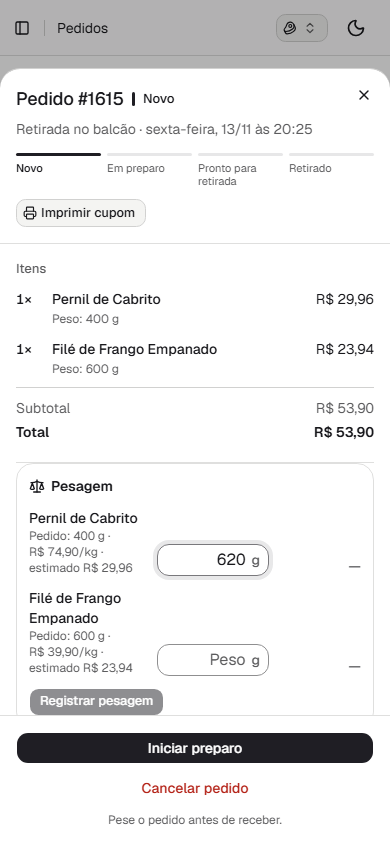 Pedidos
Pedido #1615 Novo
Retirada no balcão · sexta-feira, 13/11 às 20:25
Novo
Em preparo
Pronto para
retirada
Retirado
Imprimir cupom
Itens
1× Pernil de Cabrito R$ 29,96
Peso: 400 g
1× Filé de Frango Empanado R$ 23,94
Peso: 600 g
Subtotal R$ 53,90
Total R$ 53,90
Pesagem
Pernil de Cabrito
Pedido: 400 g ·
R$ 74,90/kg ·
estimado R$ 29,96
620 g
—
Filé de Frango
Empanado
Pedido: 600 g ·
R$ 39,90/kg ·
estimado R$ 23,94
Peso g
—
Registrar pesagem
Iniciar preparo
Cancelar pedido
Pese o pedido antes de receber.